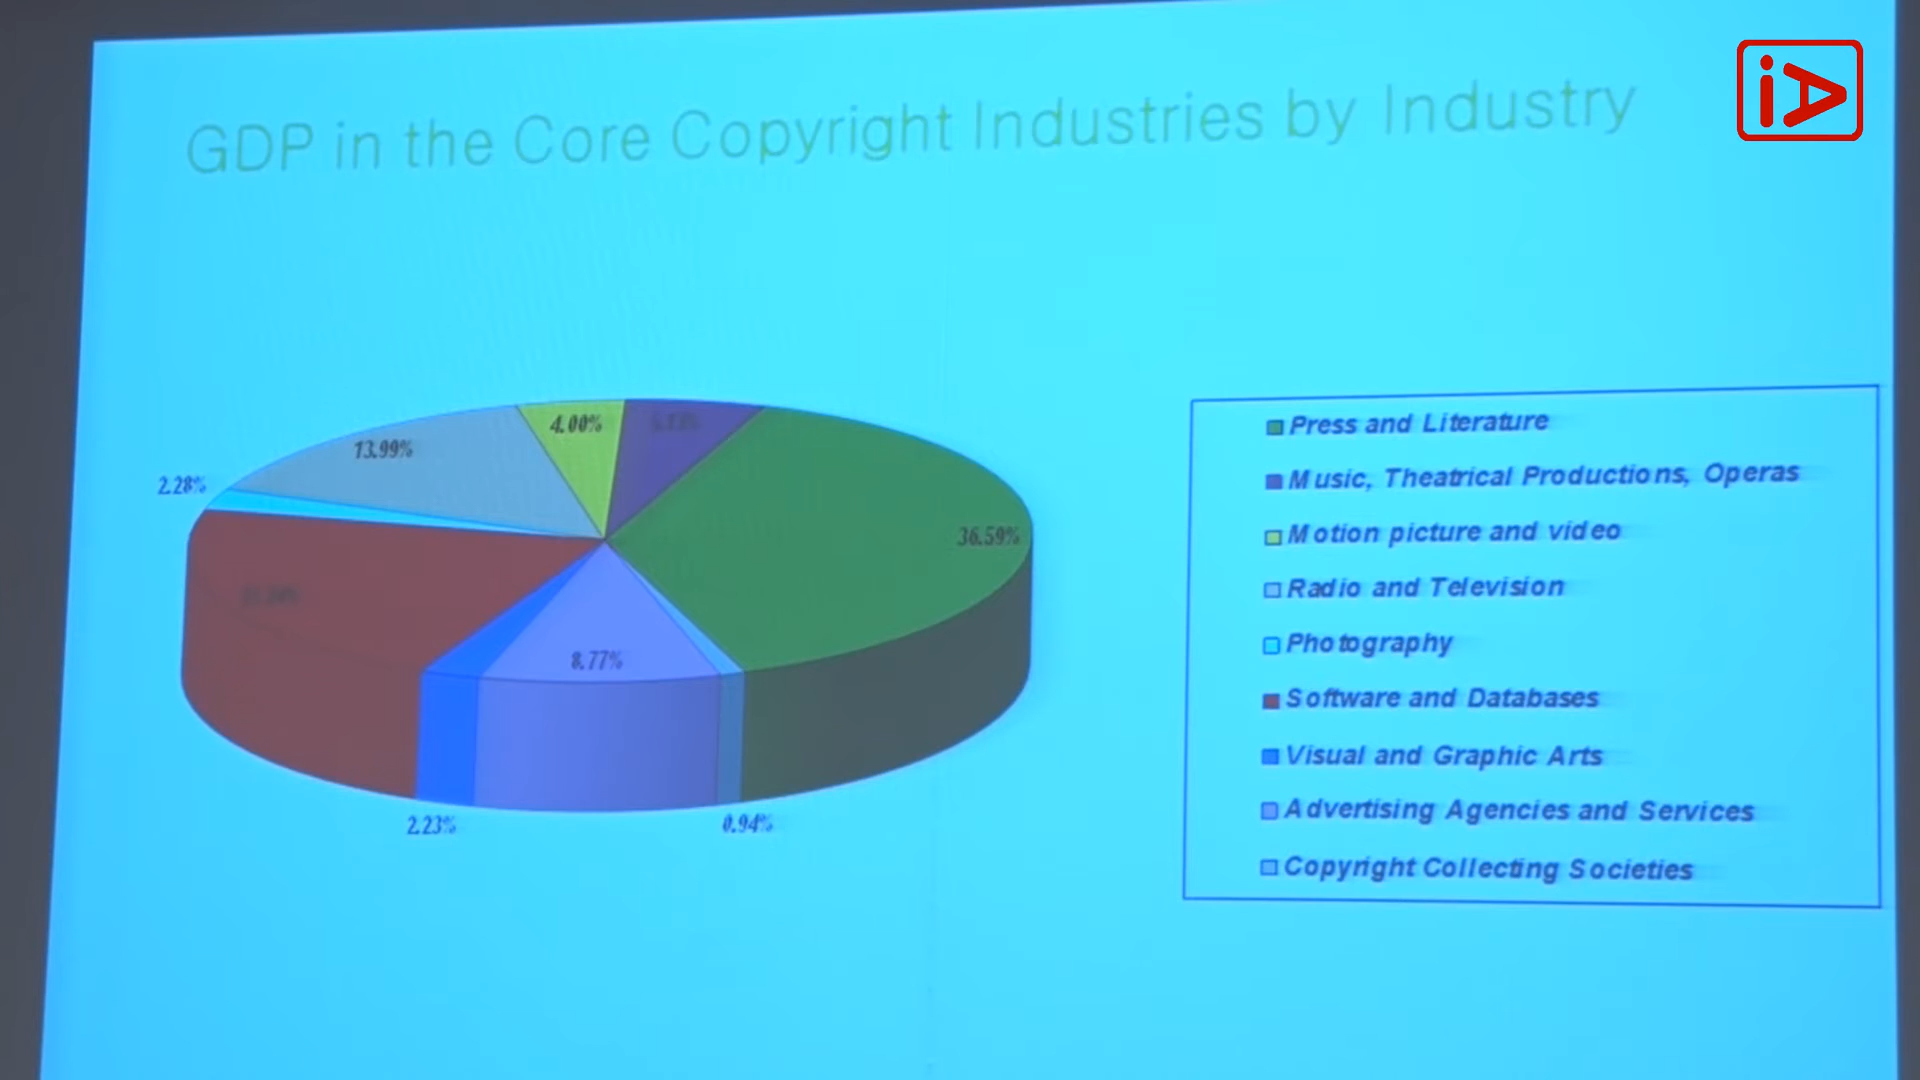 GDP in the Core Copyright Industries by Industry
iA
4.00%
13.99%
2.28%
36.59%
8.77%
2.23%
0.94%
Press and Literature
Music, Theatrical Productions, Operas
Motion picture and video
Radio and Television
Photography
Software and Databases
Visual and Graphic Arts
Advertising Agencies and Services
Copyright Collecting Societies